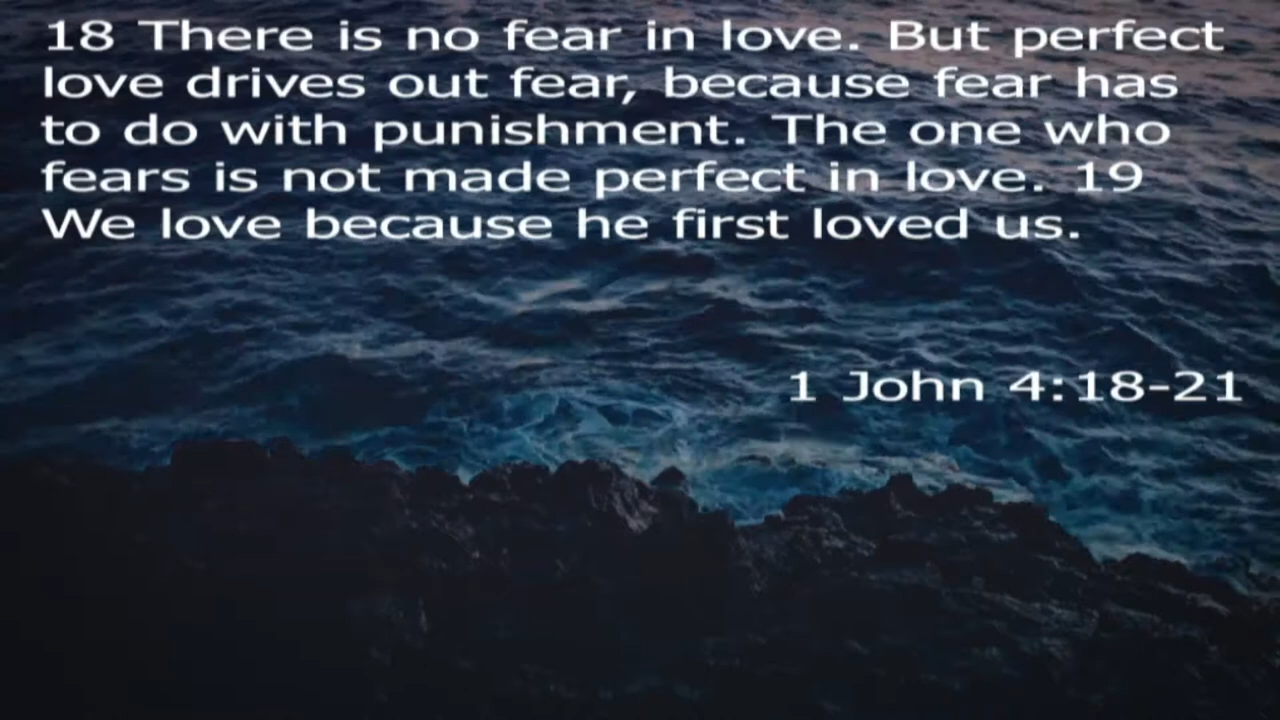 18 There is no fear in love. But perfect
love drives out fear, because fear has
to do with punishment. The one who
fears is not made perfect in love. 19
We love because he first loved us.
1 John 4:18-21